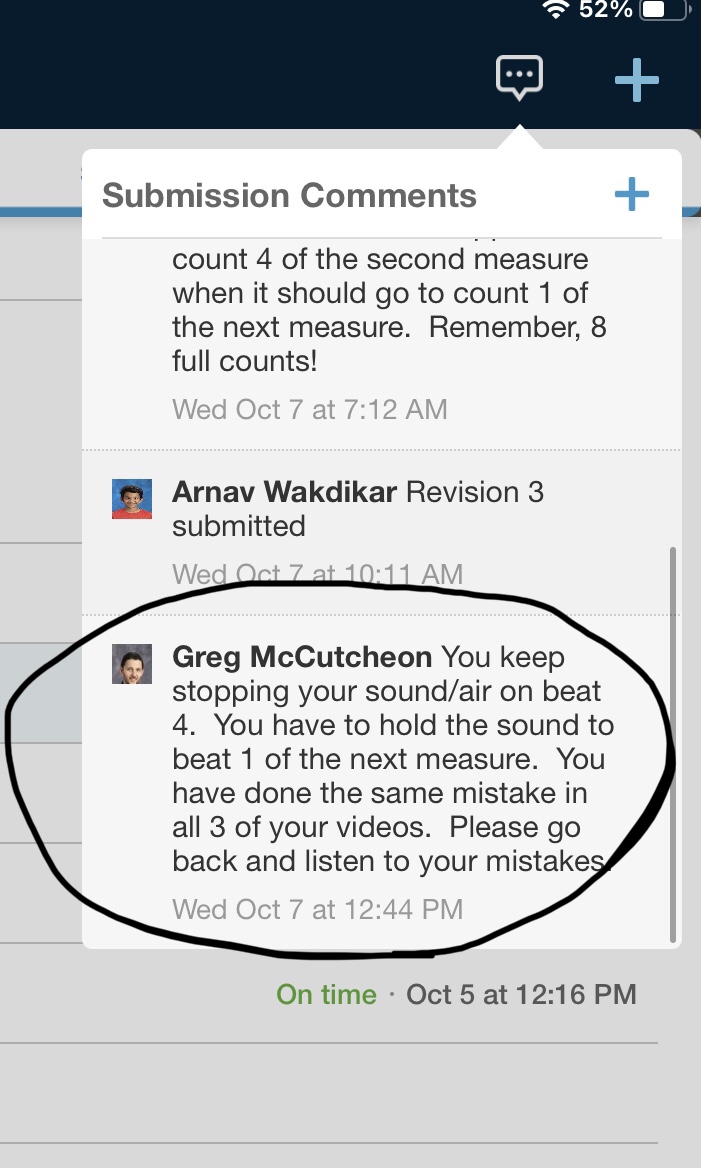 52%
Submission Comments
count 4 of the second measure
when it should go to count 1 of
the next measure.  Remember, 8
full counts!
Wed Oct 7 at 7:12 AM
Arnav Wakdikar Revision 3
submitted
Wed Oct 7 at 10:11 AM
Greg McCutcheon You keep
stopping your sound/air on beat
4.  You have to hold the sound to
beat 1 of the next measure.  You
have done the same mistake in
all 3 of your videos.  Please go
back and listen to your mistakes.
Wed Oct 7 at 12:44 PM
On time · Oct 5 at 12:16 PM